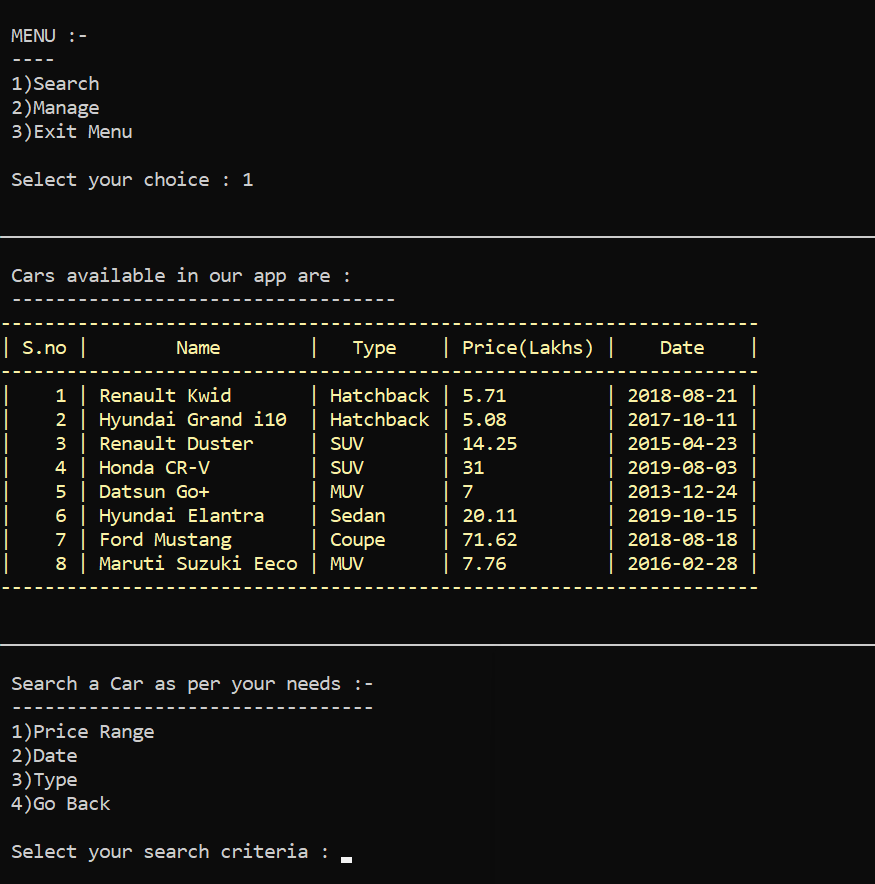 MENU :-
----
1)Search
2)Manage
3)Exit Menu
Select your choice : 1
Cars available in our app are :
-----------------------------------
---------------------------------------------------------------------
| S.no |        Name        |   Type    | Price(Lakhs) |    Date    |
---------------------------------------------------------------------
|    1 | Renault Kwid       | Hatchback | 5.71         | 2018-08-21 |
|    2 | Hyundai Grand i10  | Hatchback | 5.08         | 2017-10-11 |
|    3 | Renault Duster     | SUV       | 14.25        | 2015-04-23 |
|    4 | Honda CR-V         | SUV       | 31           | 2019-08-03 |
|    5 | Datsun Go+         | MUV       | 7            | 2013-12-24 |
|    6 | Hyundai Elantra    | Sedan     | 20.11        | 2019-10-15 |
|    7 | Ford Mustang       | Coupe     | 71.62        | 2018-08-18 |
|    8 | Maruti Suzuki Eeco | MUV       | 7.76         | 2016-02-28 |
---------------------------------------------------------------------
Search a Car as per your needs :-
---------------------------------
1)Price Range
2)Date
3)Type
4)Go Back
Select your search criteria :